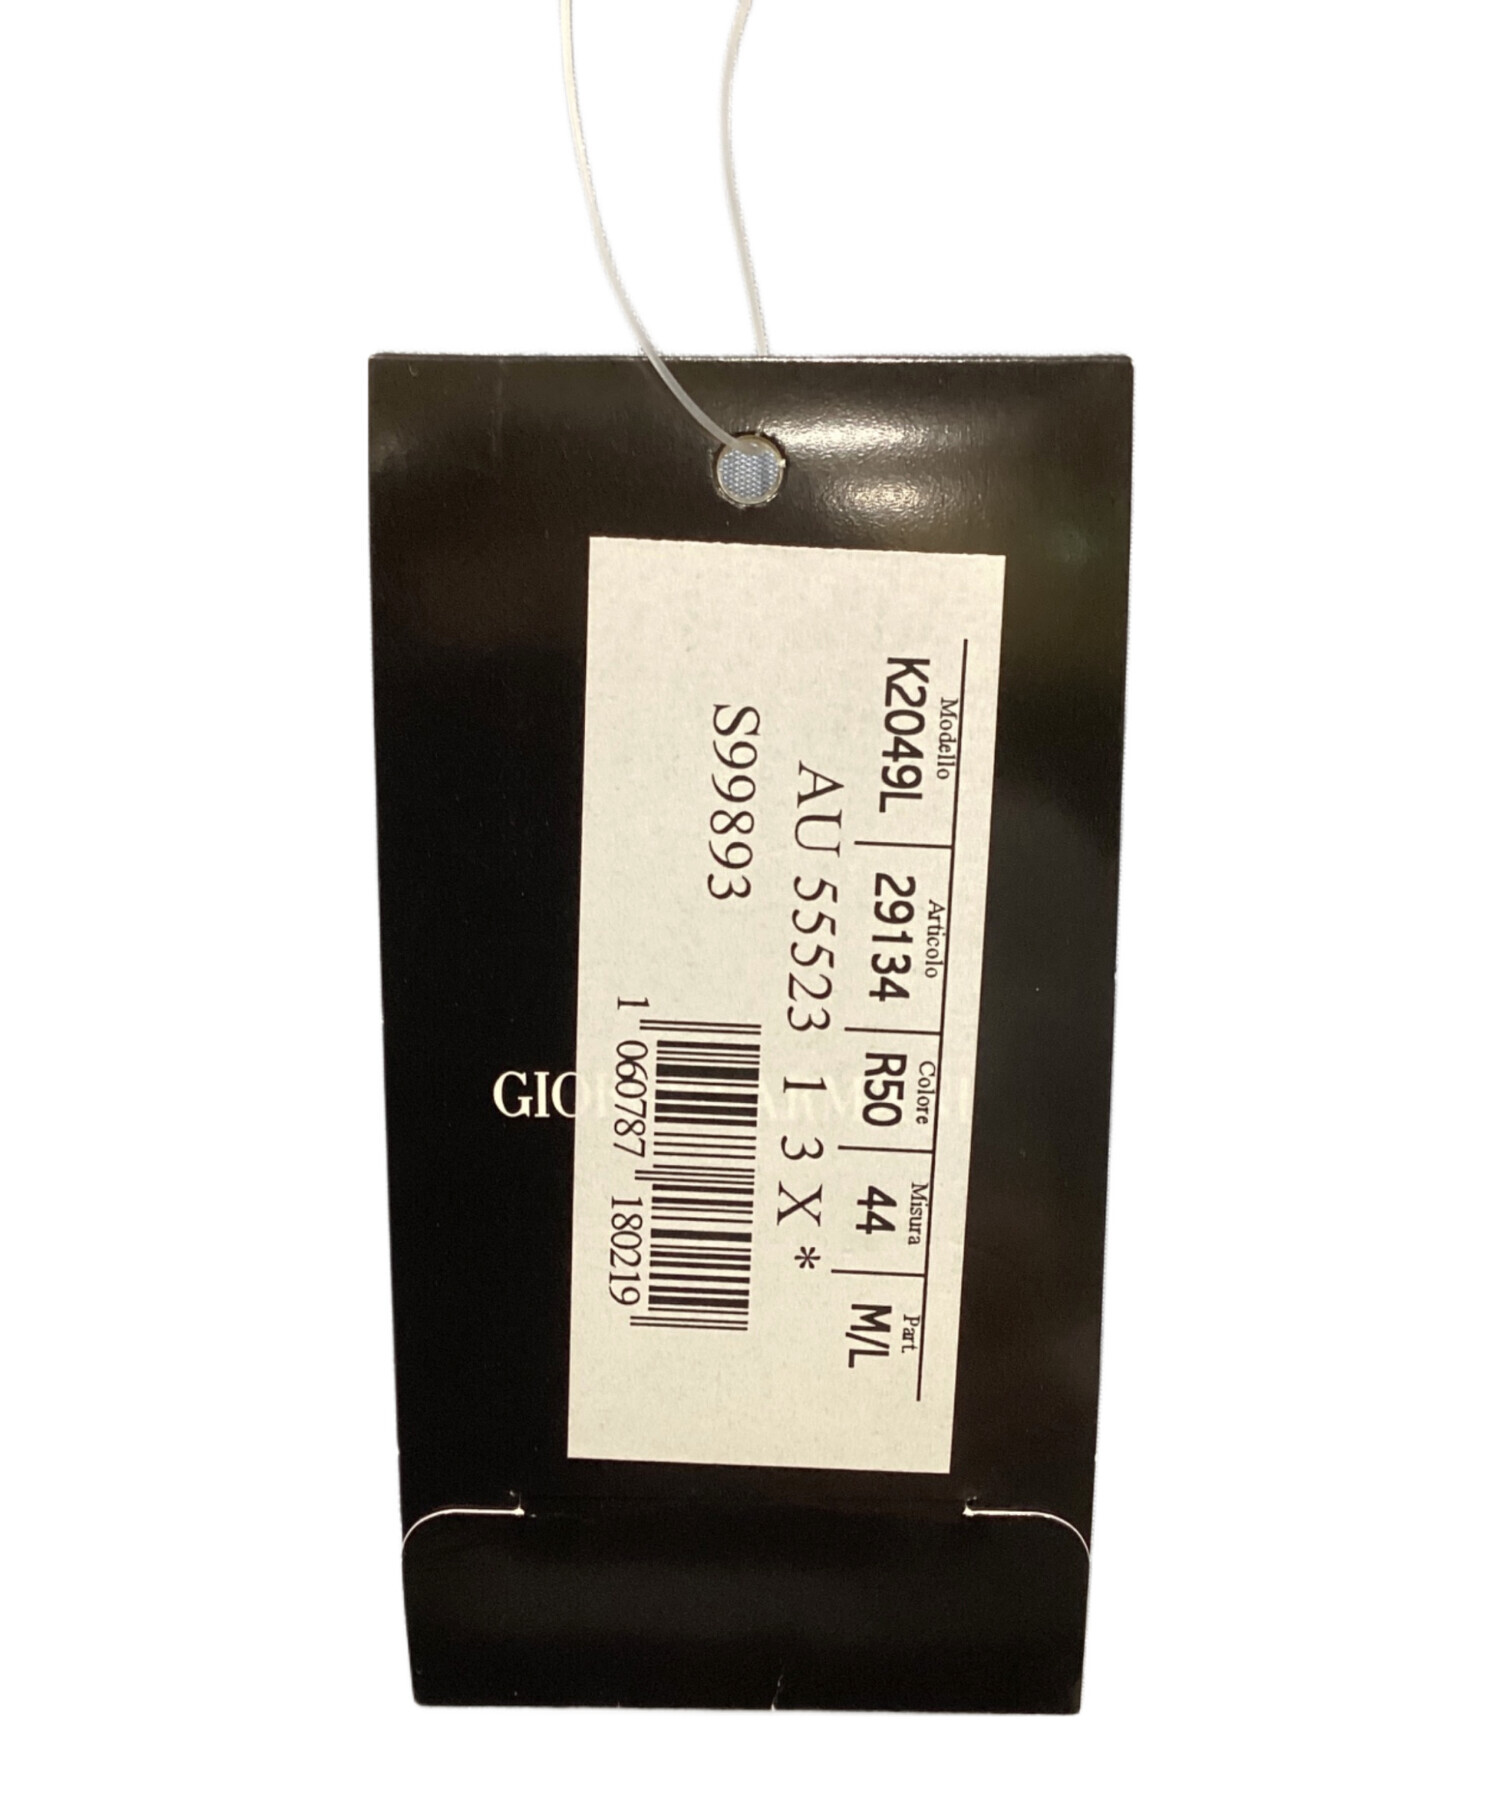 Modello Articolo Colore Misura Part.
K2049L 29134 R50 44 M/L
AU 55523 1 3 X *
S99893
1 060787 180219
GIO